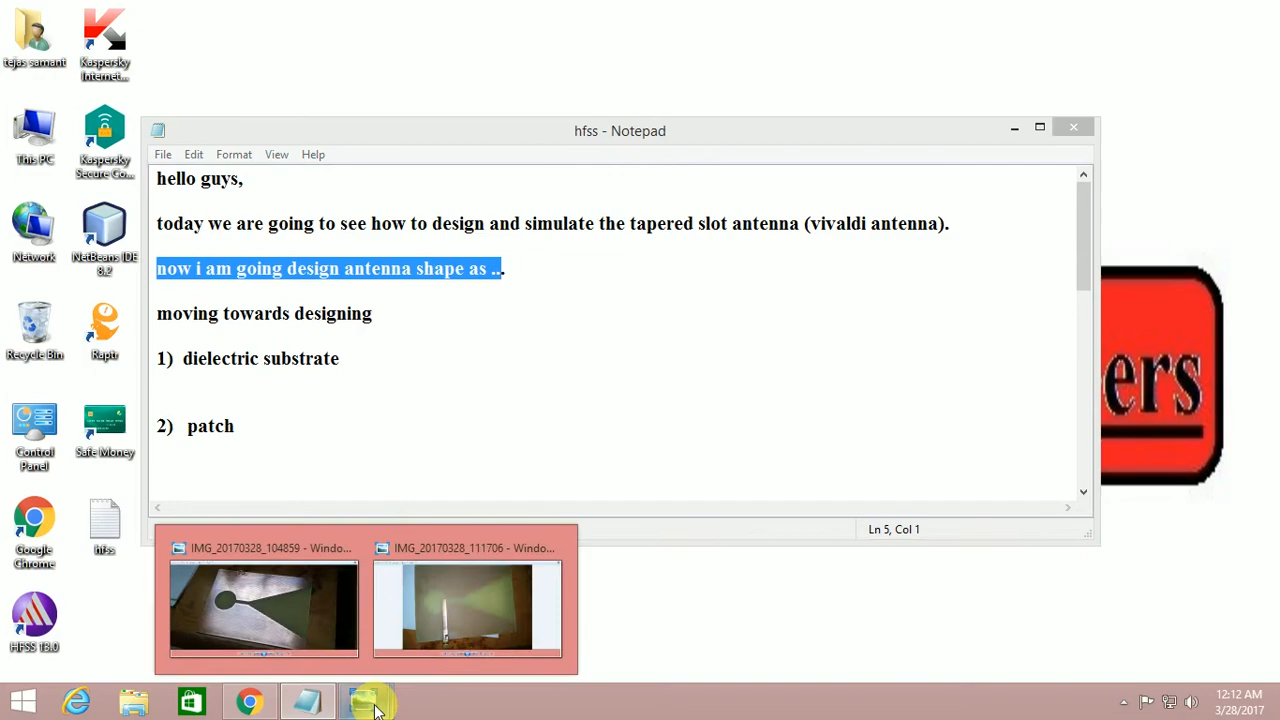 tejas samant
Kaspersky
Internet...
This PC
Kaspersky
Secure Co...
Network
NetBeans IDE
8.2
Recycle Bin
Raptr
Control
Panel
Safe Money
Google
Chrome
hfss
HFSS 13.0
hfss - Notepad
File Edit Format View Help
hello guys,
today we are going to see how to design and simulate the tapered slot antenna (vivaldi antenna).
now i am going design antenna shape as ...
moving towards designing
1) dielectric substrate
2) patch
Ln 5, Col 1
ers
IMG_20170328_104859 - Windo...
IMG_20170328_111706 - Windo...
12:12 AM
3/28/2017